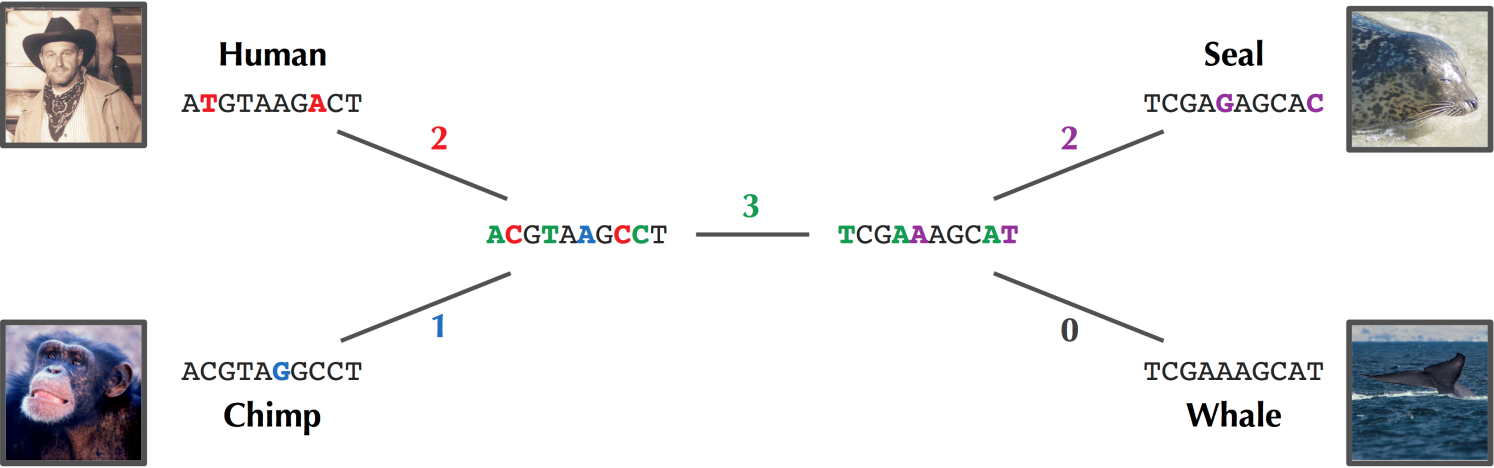 Human
ATGTAAGACT
2
Seal
TCGAGAGCAC
2
ACGTAAGCCT
3
TCGAAAGCAT
1
ACGTAGGCCT
Chimp
0
TCGAAAGCAT
Whale